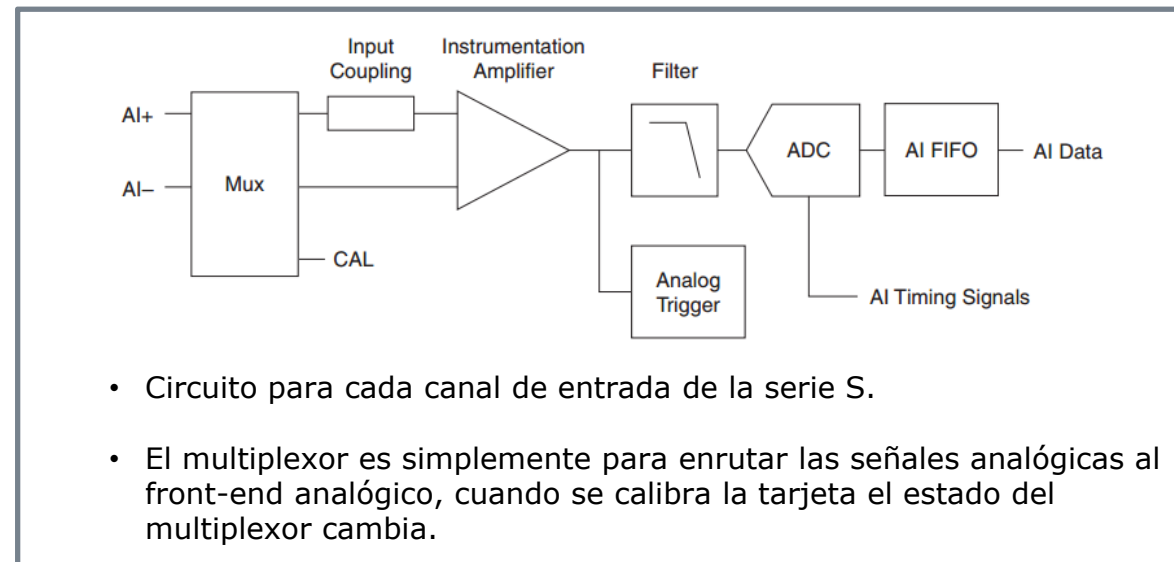 Input
Coupling
Instrumentation
Amplifier
Filter
AI+
AI–
Mux
CAL
ADC
AI FIFO
AI Data
Analog
Trigger
AI Timing Signals
• Circuito para cada canal de entrada de la serie S.
• El multiplexor es simplemente para enrutar las señales analógicas al
front-end analógico, cuando se calibra la tarjeta el estado del
multiplexor cambia.